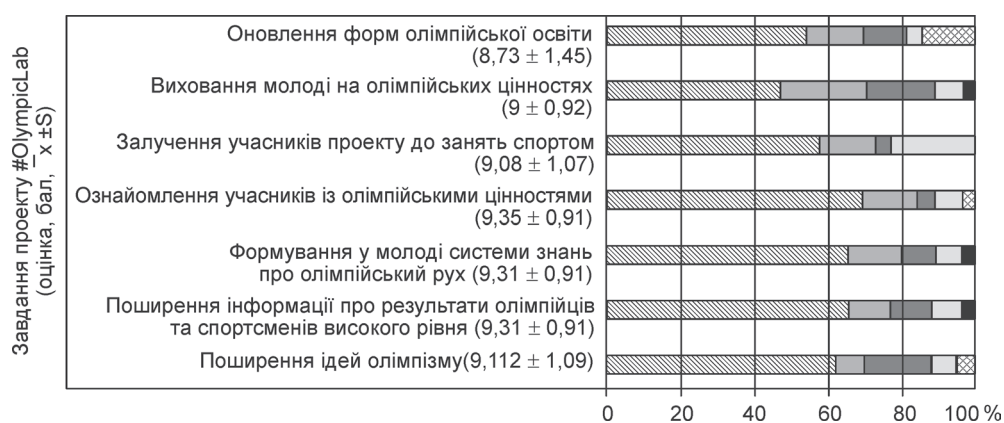 Завдання проекту #OlympicLab
(оцінка, бал, x ±S)
Оновлення форм олімпійської освіти
(8,73 ± 1,45)
Виховання молоді на олімпійських цінностях
(9 ± 0,92)
Залучення учасників проекту до занять спортом
(9,08 ± 1,07)
Ознайомлення учасників із олімпійськими цінностями
(9,35 ± 0,91)
Формування у молоді системи знань
про олімпійський рух (9,31 ± 0,91)
Поширення інформації про результати олімпійців
та спортсменів високого рівня (9,31 ± 0,91)
Поширення ідей олімпізму(9,112 ± 1,09)
0 20 40 60 80 100 %